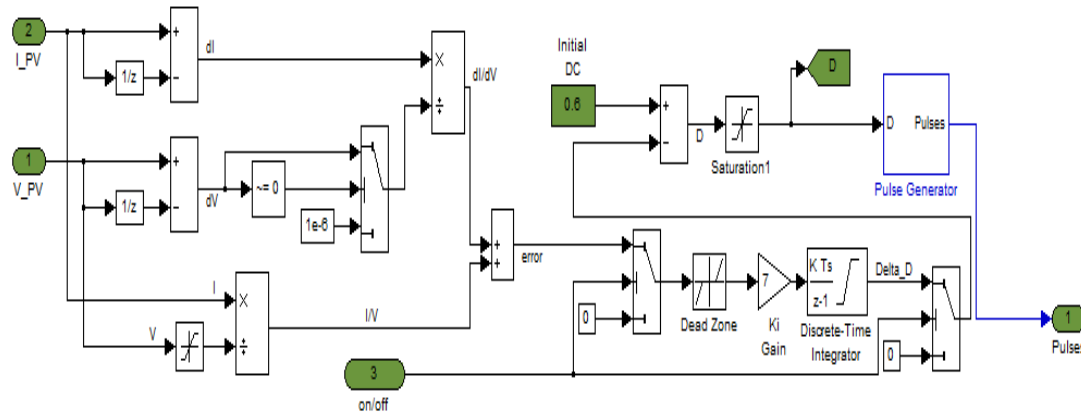 2
I_PV
1/z
+
−
dI
×
÷
dI/dV
1
V_PV
1/z
+
−
dV
~= 0
1e-6
I
V
×
÷
I/V
+
+
error
3
on/off
0
Dead Zone
7
Ki
Gain
K Ts
z-1
Discrete-Time
Integrator
Delta_D
0
Initial
DC
0.6
+
−
D
Saturation1
D
D
Pulses
Pulse Generator
1
Pulses